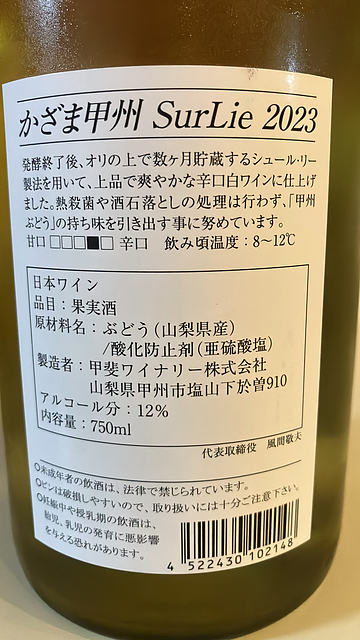 かざま甲州 SurLie 2023
発酵終了後、オリの上で数ヶ月貯蔵するシュール・リー
製法を用いて、上品で爽やかな辛口白ワインに仕上げ
ました。熱殺菌や酒石落としの処理は行わず、「甲州
ぶどう」の持ち味を引き出す事に努めています。
甘口 □□□■□ 辛口 飲み頃温度：8～12℃
日本ワイン
品目：果実酒
原材料名：ぶどう（山梨県産）
/酸化防止剤（亜硫酸塩）
製造者：甲斐ワイナリー株式会社
山梨県甲州市塩山下於曽910
アルコール分：12%
内容量：750ml
代表取締役 風間敬夫
○未成年者の飲酒は、法律で禁じられています。
○ビンは破損しやすいので、取り扱いには十分ご注意下さい。
○妊娠中や授乳期の飲酒は、
胎児、乳児の発育に悪影響
を与える恐れがあります。
4 522430 102148